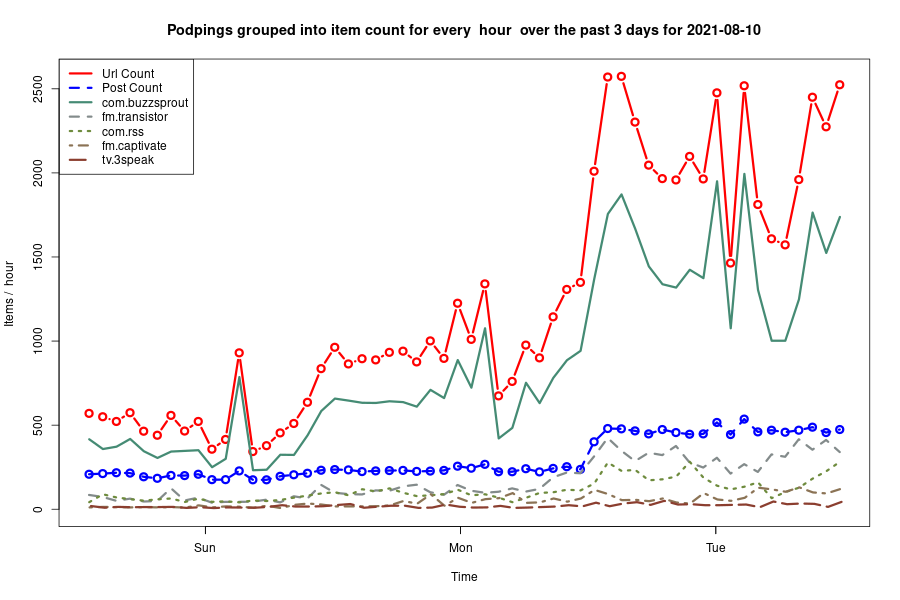 Podpings grouped into item count for every  hour  over the past 3 days for 2021-08-10
Url Count
Post Count
com.buzzsprout
fm.transistor
com.rss
fm.captivate
tv.3speak
Items /  hour
2500
2000
1500
1000
500
0
Sun Mon Tue
Time